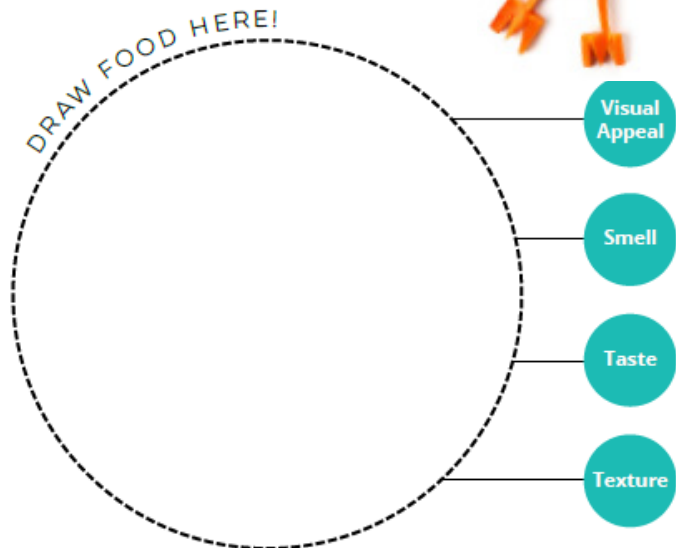 DRAW FOOD HERE!
Visual
Appeal
Smell
Taste
Texture